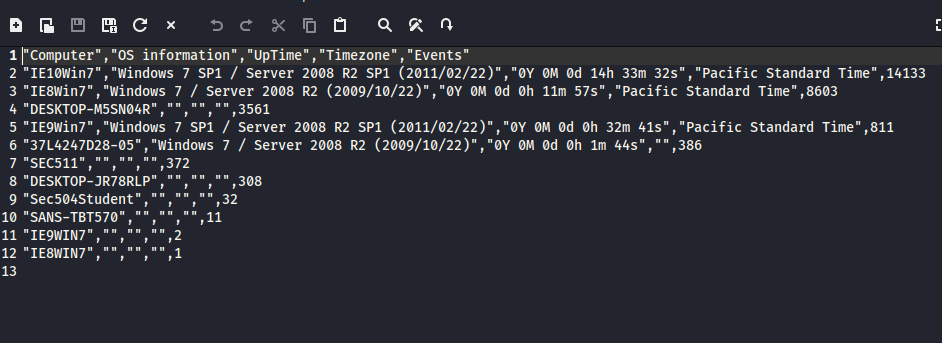 1 "Computer","OS information","UpTime","Timezone","Events"
2 "IE10Win7","Windows 7 SP1 / Server 2008 R2 SP1 (2011/02/22)","0Y 0M 0d 14h 33m 32s","Pacific Standard Time",14133
3 "IE8Win7","Windows 7 / Server 2008 R2 (2009/10/22)","0Y 0M 0d 0h 11m 57s","Pacific Standard Time",8603
4 "DESKTOP-M5SN04R","","","",3561
5 "IE9Win7","Windows 7 SP1 / Server 2008 R2 SP1 (2011/02/22)","0Y 0M 0d 0h 32m 41s","Pacific Standard Time",811
6 "37L4247D28-05","Windows 7 / Server 2008 R2 (2009/10/22)","0Y 0M 0d 0h 1m 44s","",386
7 "SEC511","","","",372
8 "DESKTOP-JR78RLP","","","",308
9 "Sec504Student","","","",32
10 "SANS-TBT570","","","",11
11 "IE9WIN7","","","",2
12 "IE8WIN7","","","",1
13